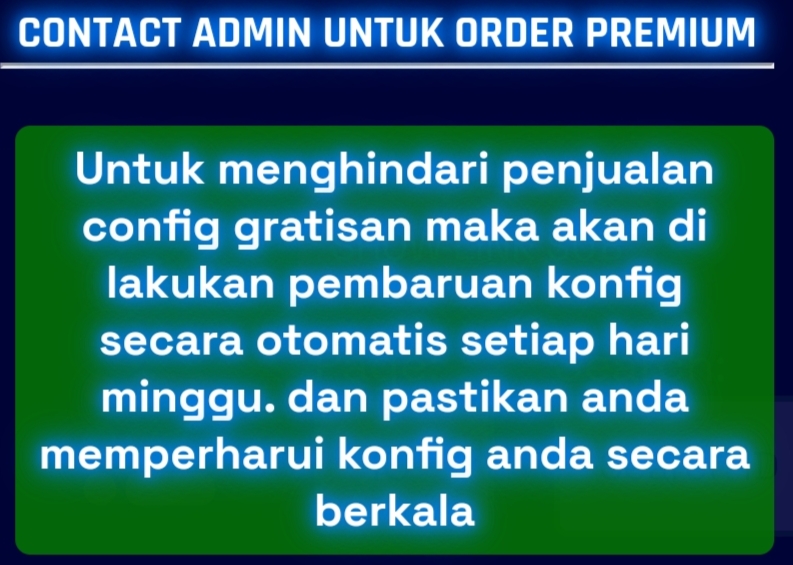 CONTACT ADMIN UNTUK ORDER PREMIUM
Untuk menghindari penjualan
config gratisan maka akan di
lakukan pembaruan konfig
secara otomatis setiap hari
minggu. dan pastikan anda
memperharui konfig anda secara
berkala